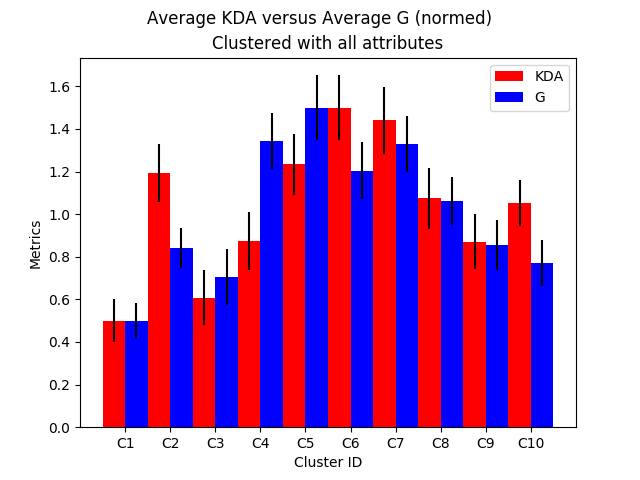 Average KDA versus Average G (normed)
Clustered with all attributes
KDA
G
Metrics
1.6
1.4
1.2
1.0
0.8
0.6
0.4
0.2
0.0
C1 C2 C3 C4 C5 C6 C7 C8 C9 C10
Cluster ID